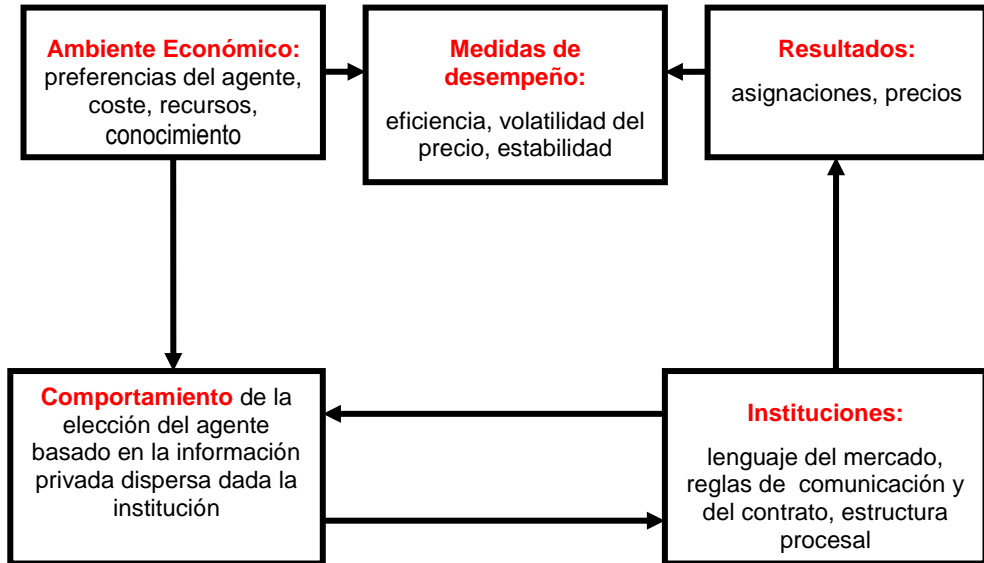 Ambiente Económico:
preferencias del agente,
coste, recursos,
conocimiento
Medidas de
desempeño:
eficiencia, volatilidad del
precio, estabilidad
Resultados:
asignaciones, precios
Comportamiento de la
elección del agente
basado en la información
privada dispersa dada la
institución
Instituciones:
lenguaje del mercado,
reglas de comunicación y
del contrato, estructura
procesal